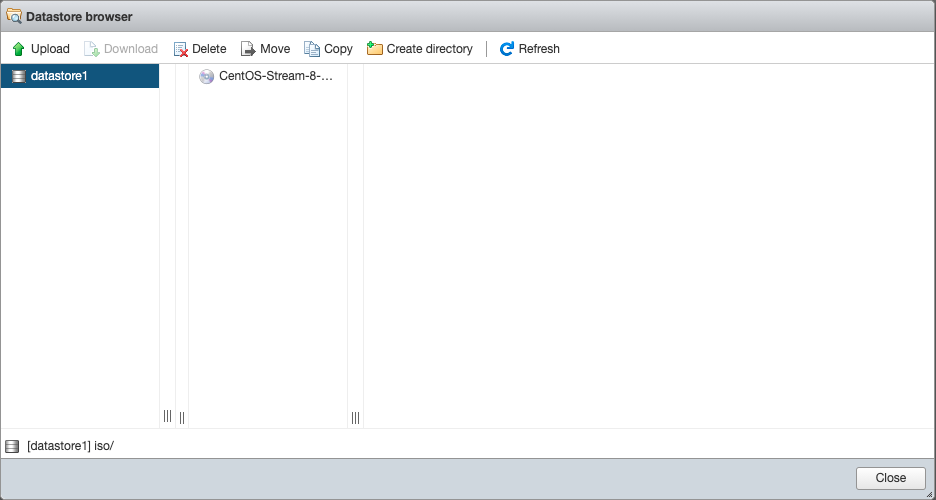 Datastore browser
Upload Download Delete Move Copy Create directory Refresh
datastore1 CentOS-Stream-8-...
[datastore1] iso/
Close